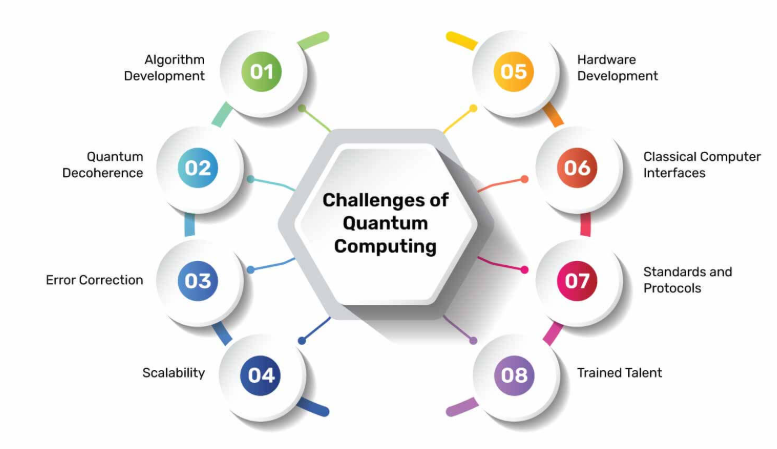 Challenges of
Quantum
Computing
01
Algorithm
Development
02
Quantum
Decoherence
03
Error Correction
04
Scalability
05
Hardware
Development
06
Classical Computer
Interfaces
07
Standards and
Protocols
08
Trained Talent